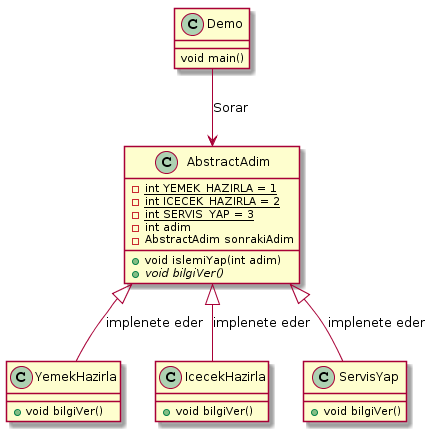 C Demo
void main()
Sorar
C AbstractAdim
int YEMEK_HAZIRLA = 1
int ICECEK_HAZIRLA = 2
int SERVIS_YAP = 3
int adim
AbstractAdim sonrakiAdim
void islemiYap(int adim)
void bilgiVer()
implenete eder
implenete eder
implenete eder
C YemekHazirla
void bilgiVer()
C IcecekHazirla
void bilgiVer()
C ServisYap
void bilgiVer()